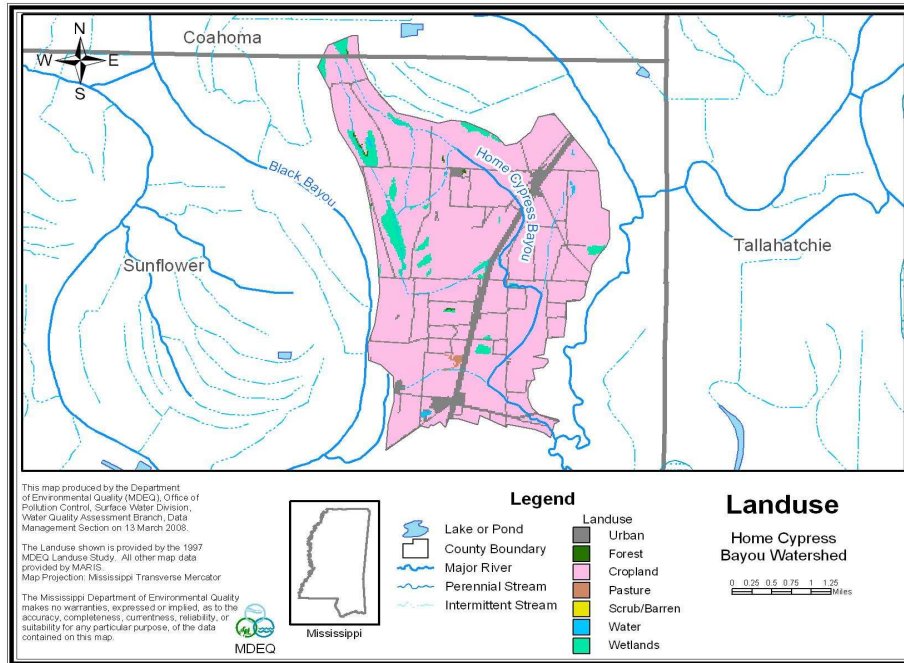 Coahoma
N
W E
S
Black Bayou
Home Cypress Bayou
Sunflower
Tallahatchie
This map produced by the Department
of Environmental Quality (MDEQ), Office of
Pollution Control, Surface Water Division,
Water Quality Assessment Branch, Data
Management Section on 13 March 2008.
The Landuse shown is provided by the 1997
MDEQ Landuse Study. All other map data
provided by MARIS.
Map Projection: Mississippi Transverse Mercator
The Mississippi Department of Environmental Quality
makes no warranties, expressed or implied, as to the
accuracy, completeness, currentness, reliability, or
suitability for any particular purpose, of the data
contained on this map.
MDEQ
Mississippi
Legend
Lake or Pond
County Boundary
Major River
Perennial Stream
Intermittent Stream
Landuse
Urban
Forest
Cropland
Pasture
Scrub/Barren
Water
Wetlands
Landuse
Home Cypress
Bayou Watershed
0 0.25 0.5 0.75 1 1.25
Miles